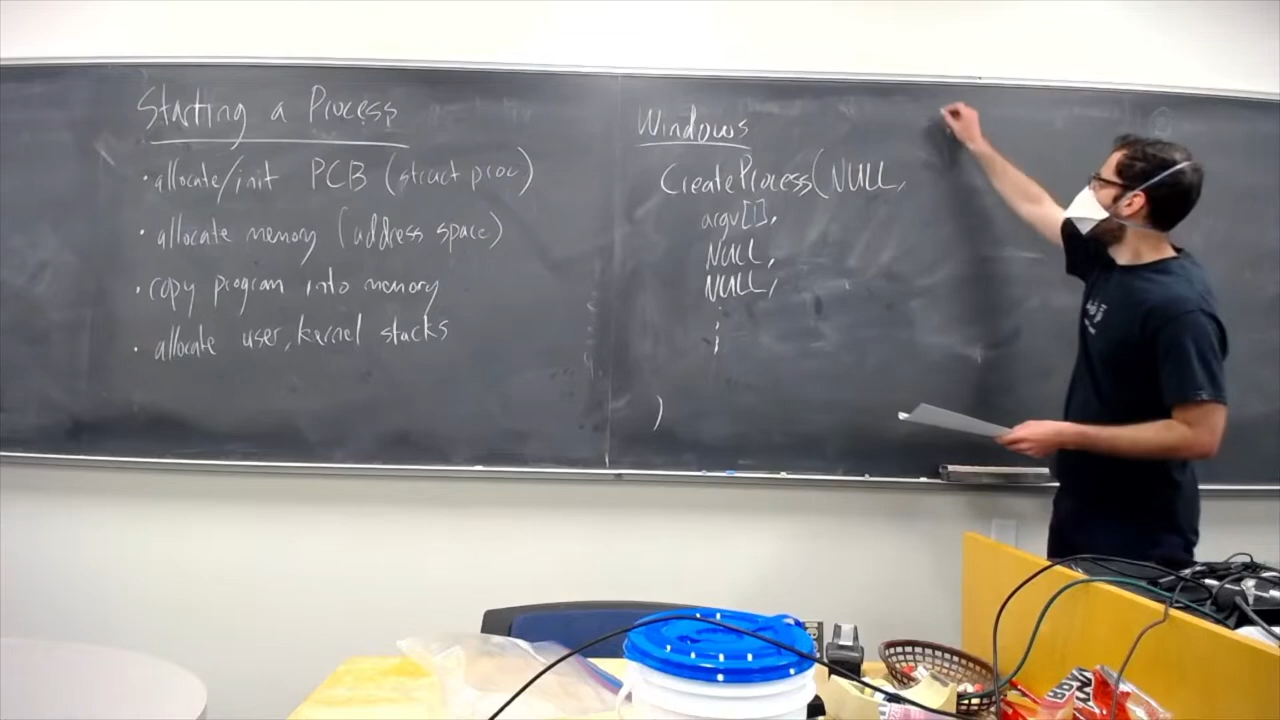 Starting a Process
· allocate/init PCB (struct proc)
· allocate memory (address space)
· copy program into memory
· allocate user, kernel stacks
Windows
CreateProcess(NULL,
argv[1],
NULL,
NULL,
)